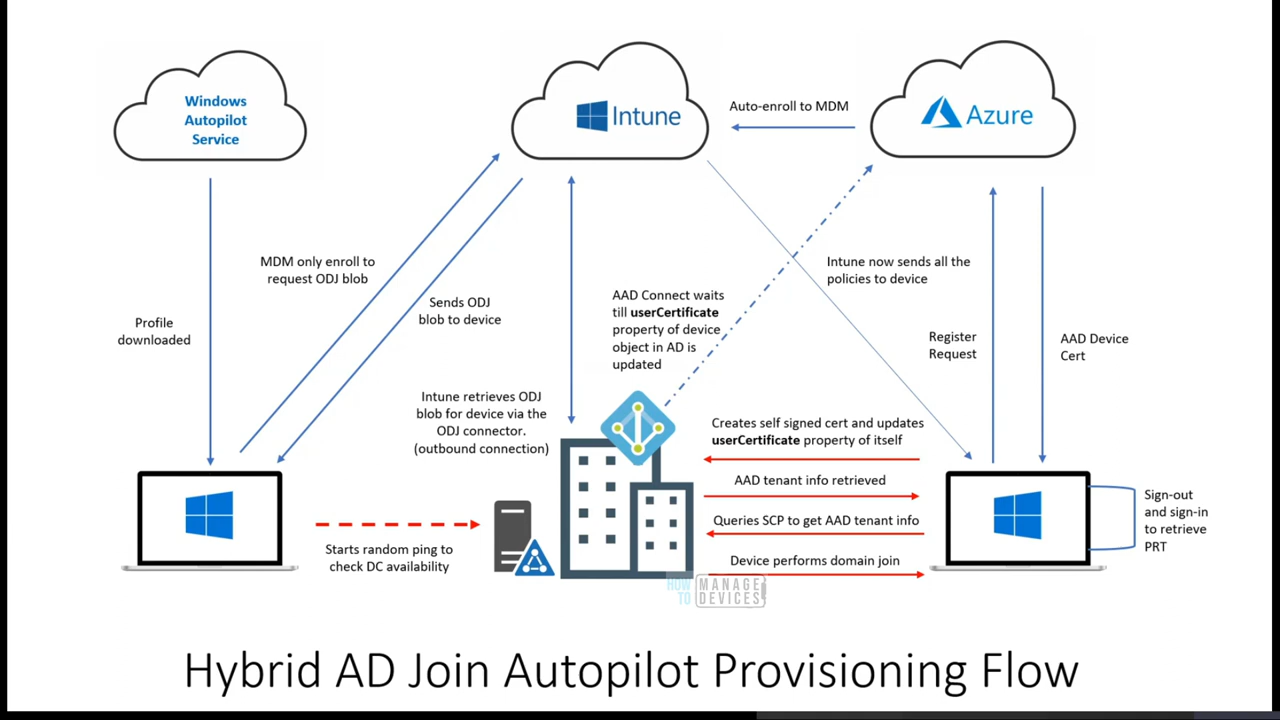 Windows
Autopilot
Service
Intune
Auto-enroll to MDM
Azure
MDM only enroll to
request ODJ blob
Sends ODJ
blob to device
Profile
downloaded
AAD Connect waits
till userCertificate
property of device
object in AD is
updated
Intune now sends all the
policies to device
Register
Request
AAD Device
Cert
Intune retrieves ODJ
blob for device via the
ODJ connector.
(outbound connection)
Creates self signed cert and updates
userCertificate property of itself
AAD tenant info retrieved
Queries SCP to get AAD tenant info
Device performs domain join
Sign-out
and sign-in
to retrieve
PRT
Starts random ping to
check DC availability
HOW
TO
MANAGE
DEVICES
Hybrid AD Join Autopilot Provisioning Flow